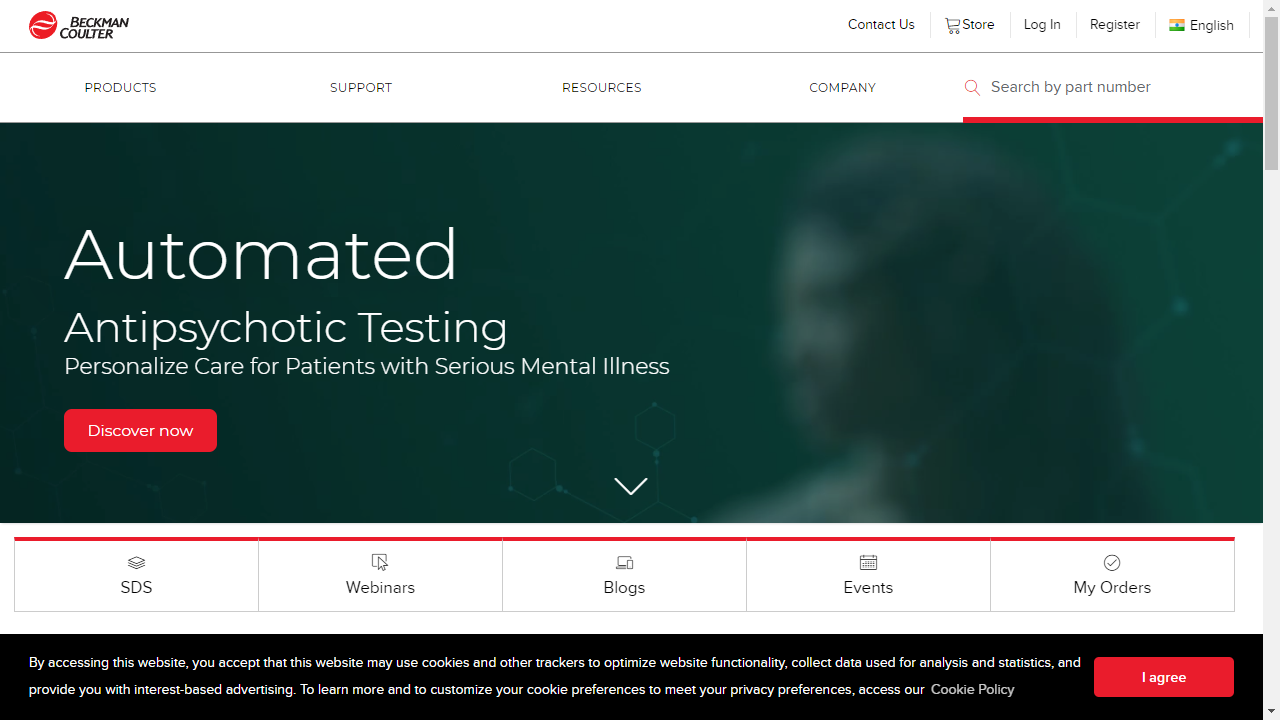 BECKMAN
COULTER
Contact Us
Store
Log In
Register
English
PRODUCTS
SUPPORT
RESOURCES
COMPANY
Search by part number
Automated
Antipsychotic Testing
Personalize Care for Patients with Serious Mental Illness
Discover now
SDS
Webinars
Blogs
Events
My Orders
By accessing this website, you accept that this website may use cookies and other trackers to optimize website functionality, collect data used for analysis and statistics, and
provide you with interest-based advertising. To learn more and to customize your cookie preferences to meet your privacy preferences, access our Cookie Policy
I agree